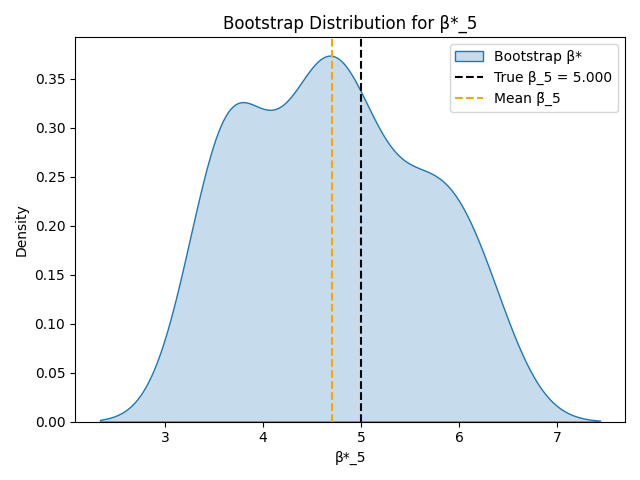 Bootstrap Distribution for β*_5
Bootstrap β*
True β_5 = 5.000
Mean β̂_5
Density
0.35
0.30
0.25
0.20
0.15
0.10
0.05
0.00
3 4 5 6 7
β*_5